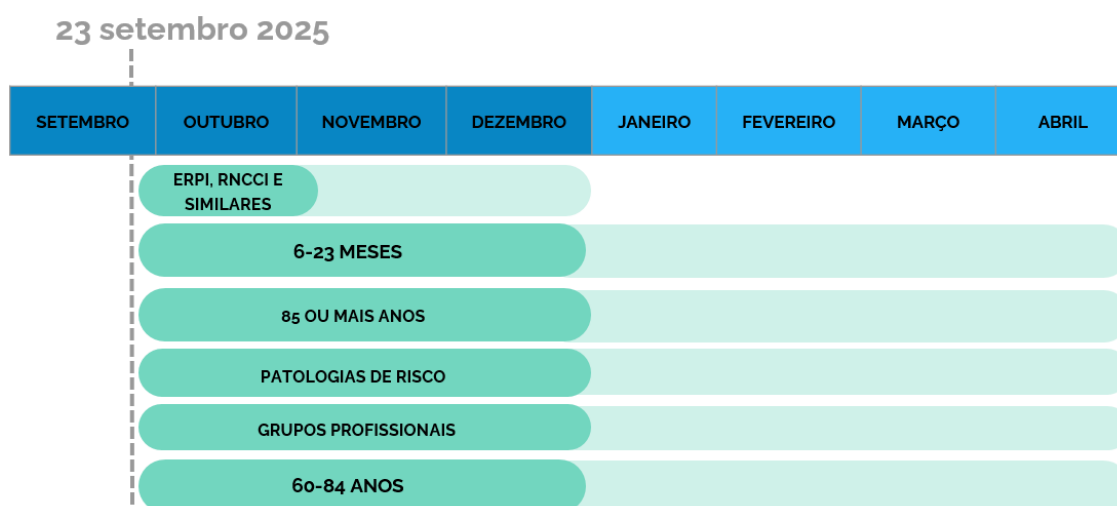 23 setembro 2025
SETEMBRO OUTUBRO NOVEMBRO DEZEMBRO JANEIRO FEVEREIRO MARÇO ABRIL
ERPI, RNCCI E
SIMILARES
6-23 MESES
85 OU MAIS ANOS
PATOLOGIAS DE RISCO
GRUPOS PROFISSIONAIS
60-84 ANOS